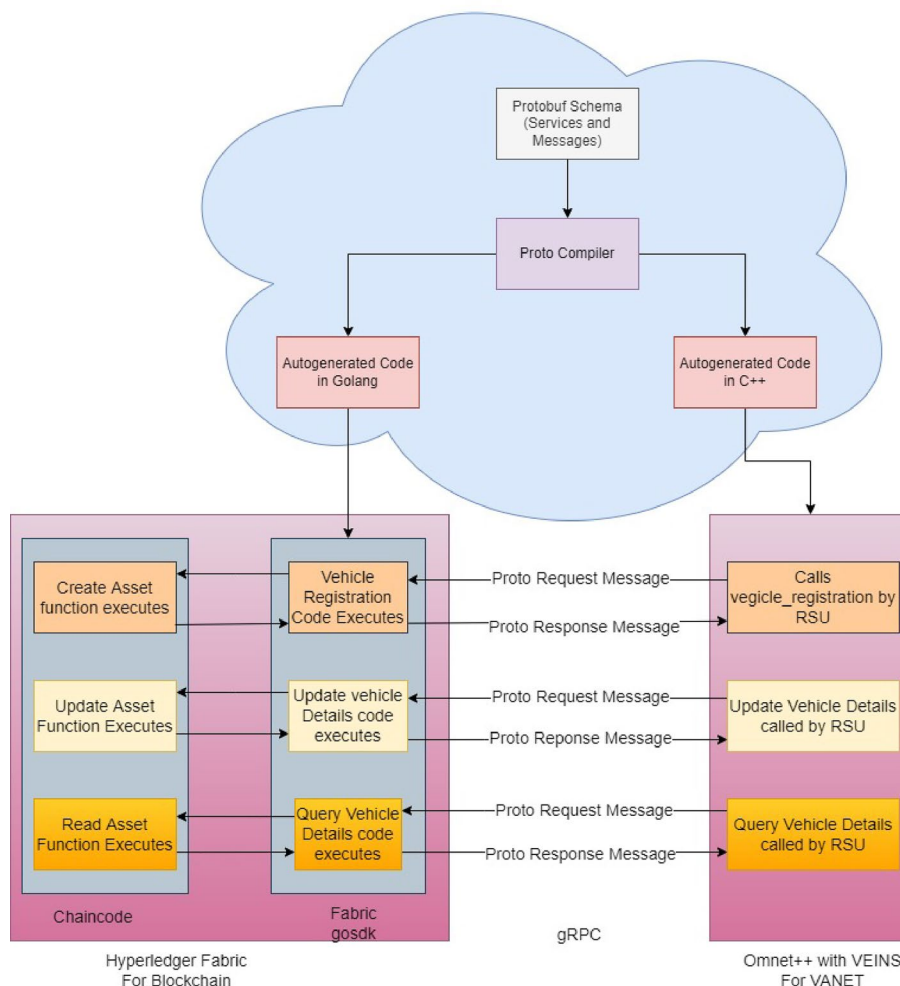 Protobuf Schema
(Services and
Messages)
Proto Compiler
Autogenerated Code
in Golang
Autogenerated Code
in C++
Create Asset
function executes
Vehicle
Registration
Code Executes
Proto Request Message
Proto Response Message
Calls
vegicle_registration by
RSU
Update Asset
Function Executes
Update vehicle
Details code
executes
Proto Request Message
Proto Reponse Message
Update Vehicle Details
called by RSU
Read Asset
Function Executes
Query Vehicle
Details code
executes
Proto Request Message
Proto Response Message
Query Vehicle Details
called by RSU
Chaincode
Fabric
gosdk
gRPC
Hyperledger Fabric
For Blockchain
Omnet++ with VEINS
For VANET